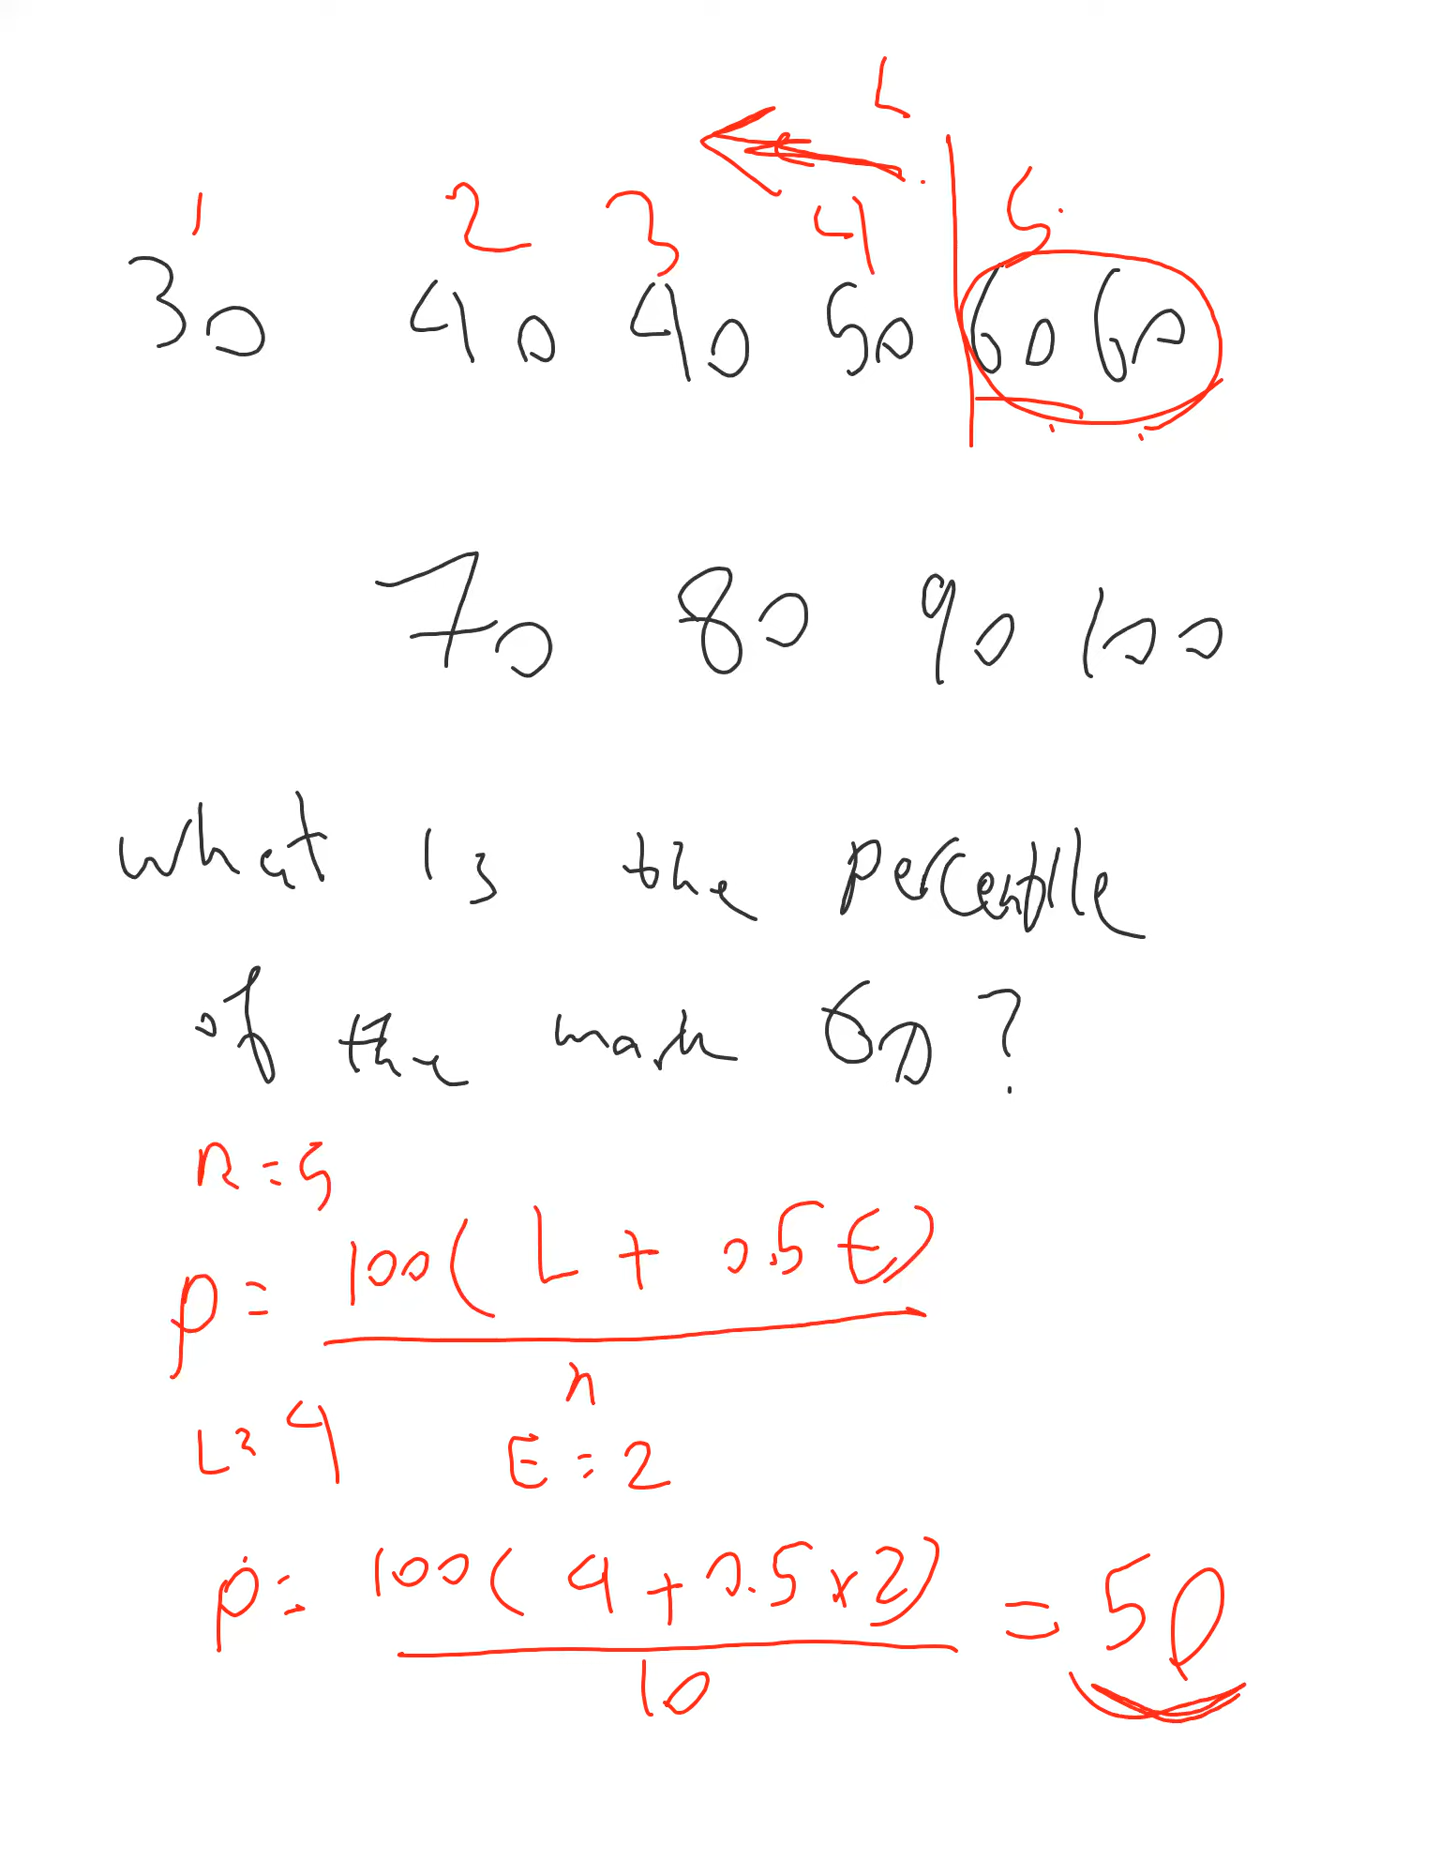 L
1 2 3 4 5
30 40 40 50 60 60
70 80 90 100
what is the percentile
of the mark 60?
R = 5
p = 100( L + 0.5 E)
n
L = 4 E = 2
p = 100( 4 + 0.5 x 2) = 50
10